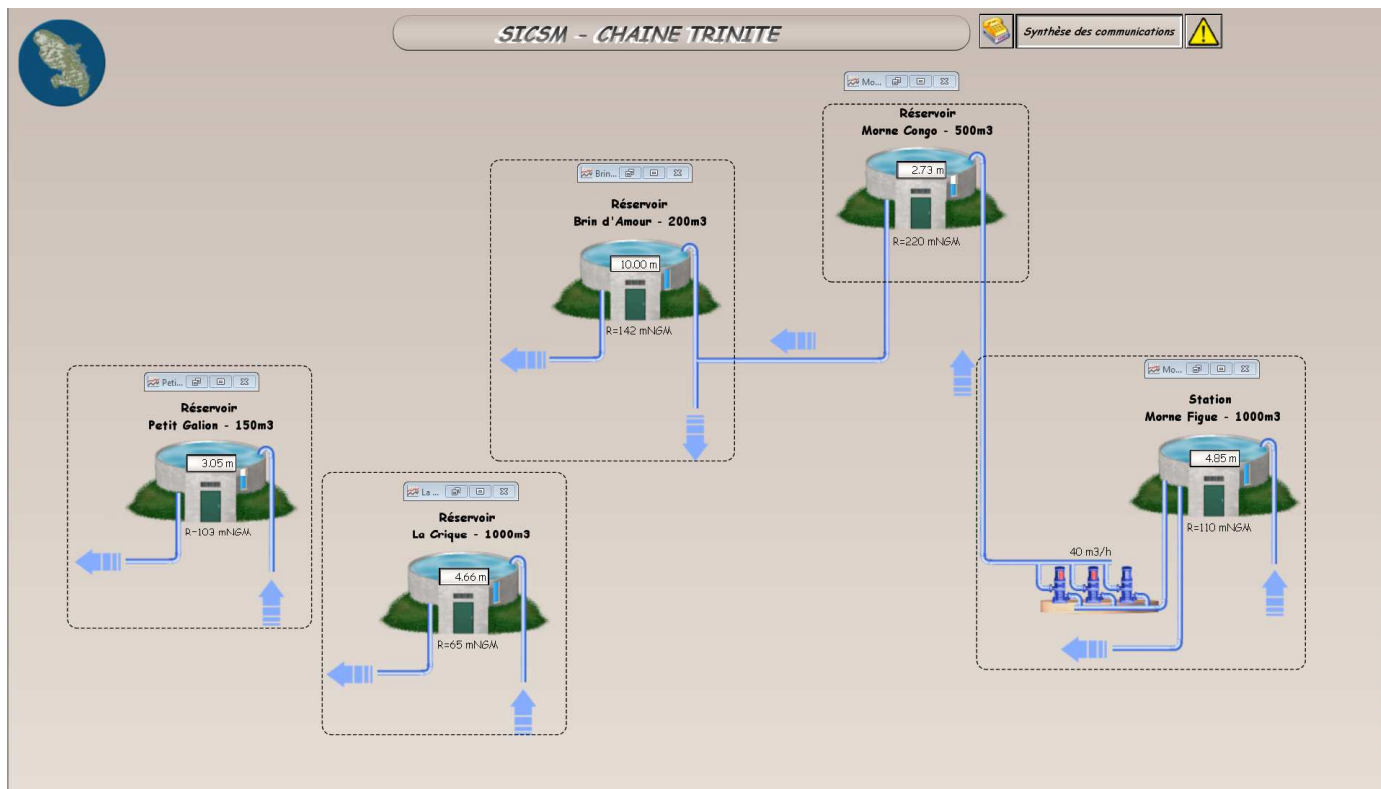 SICSM - CHAINE TRINITE
Synthèse des communications
Mo...
Réservoir
Morne Congo - 500m3
2.73 m
R=220 mNGM
Brin...
Réservoir
Brin d'Amour - 200m3
10.00 m
R=142 mNGM
Mo...
Station
Morne Figue - 1000m3
4.85 m
R=110 mNGM
40 m3/h
Peti...
Réservoir
Petit Galion - 150m3
3.05 m
R=103 mNGM
La ...
Réservoir
La Crique - 1000m3
4.66 m
R=65 mNGM